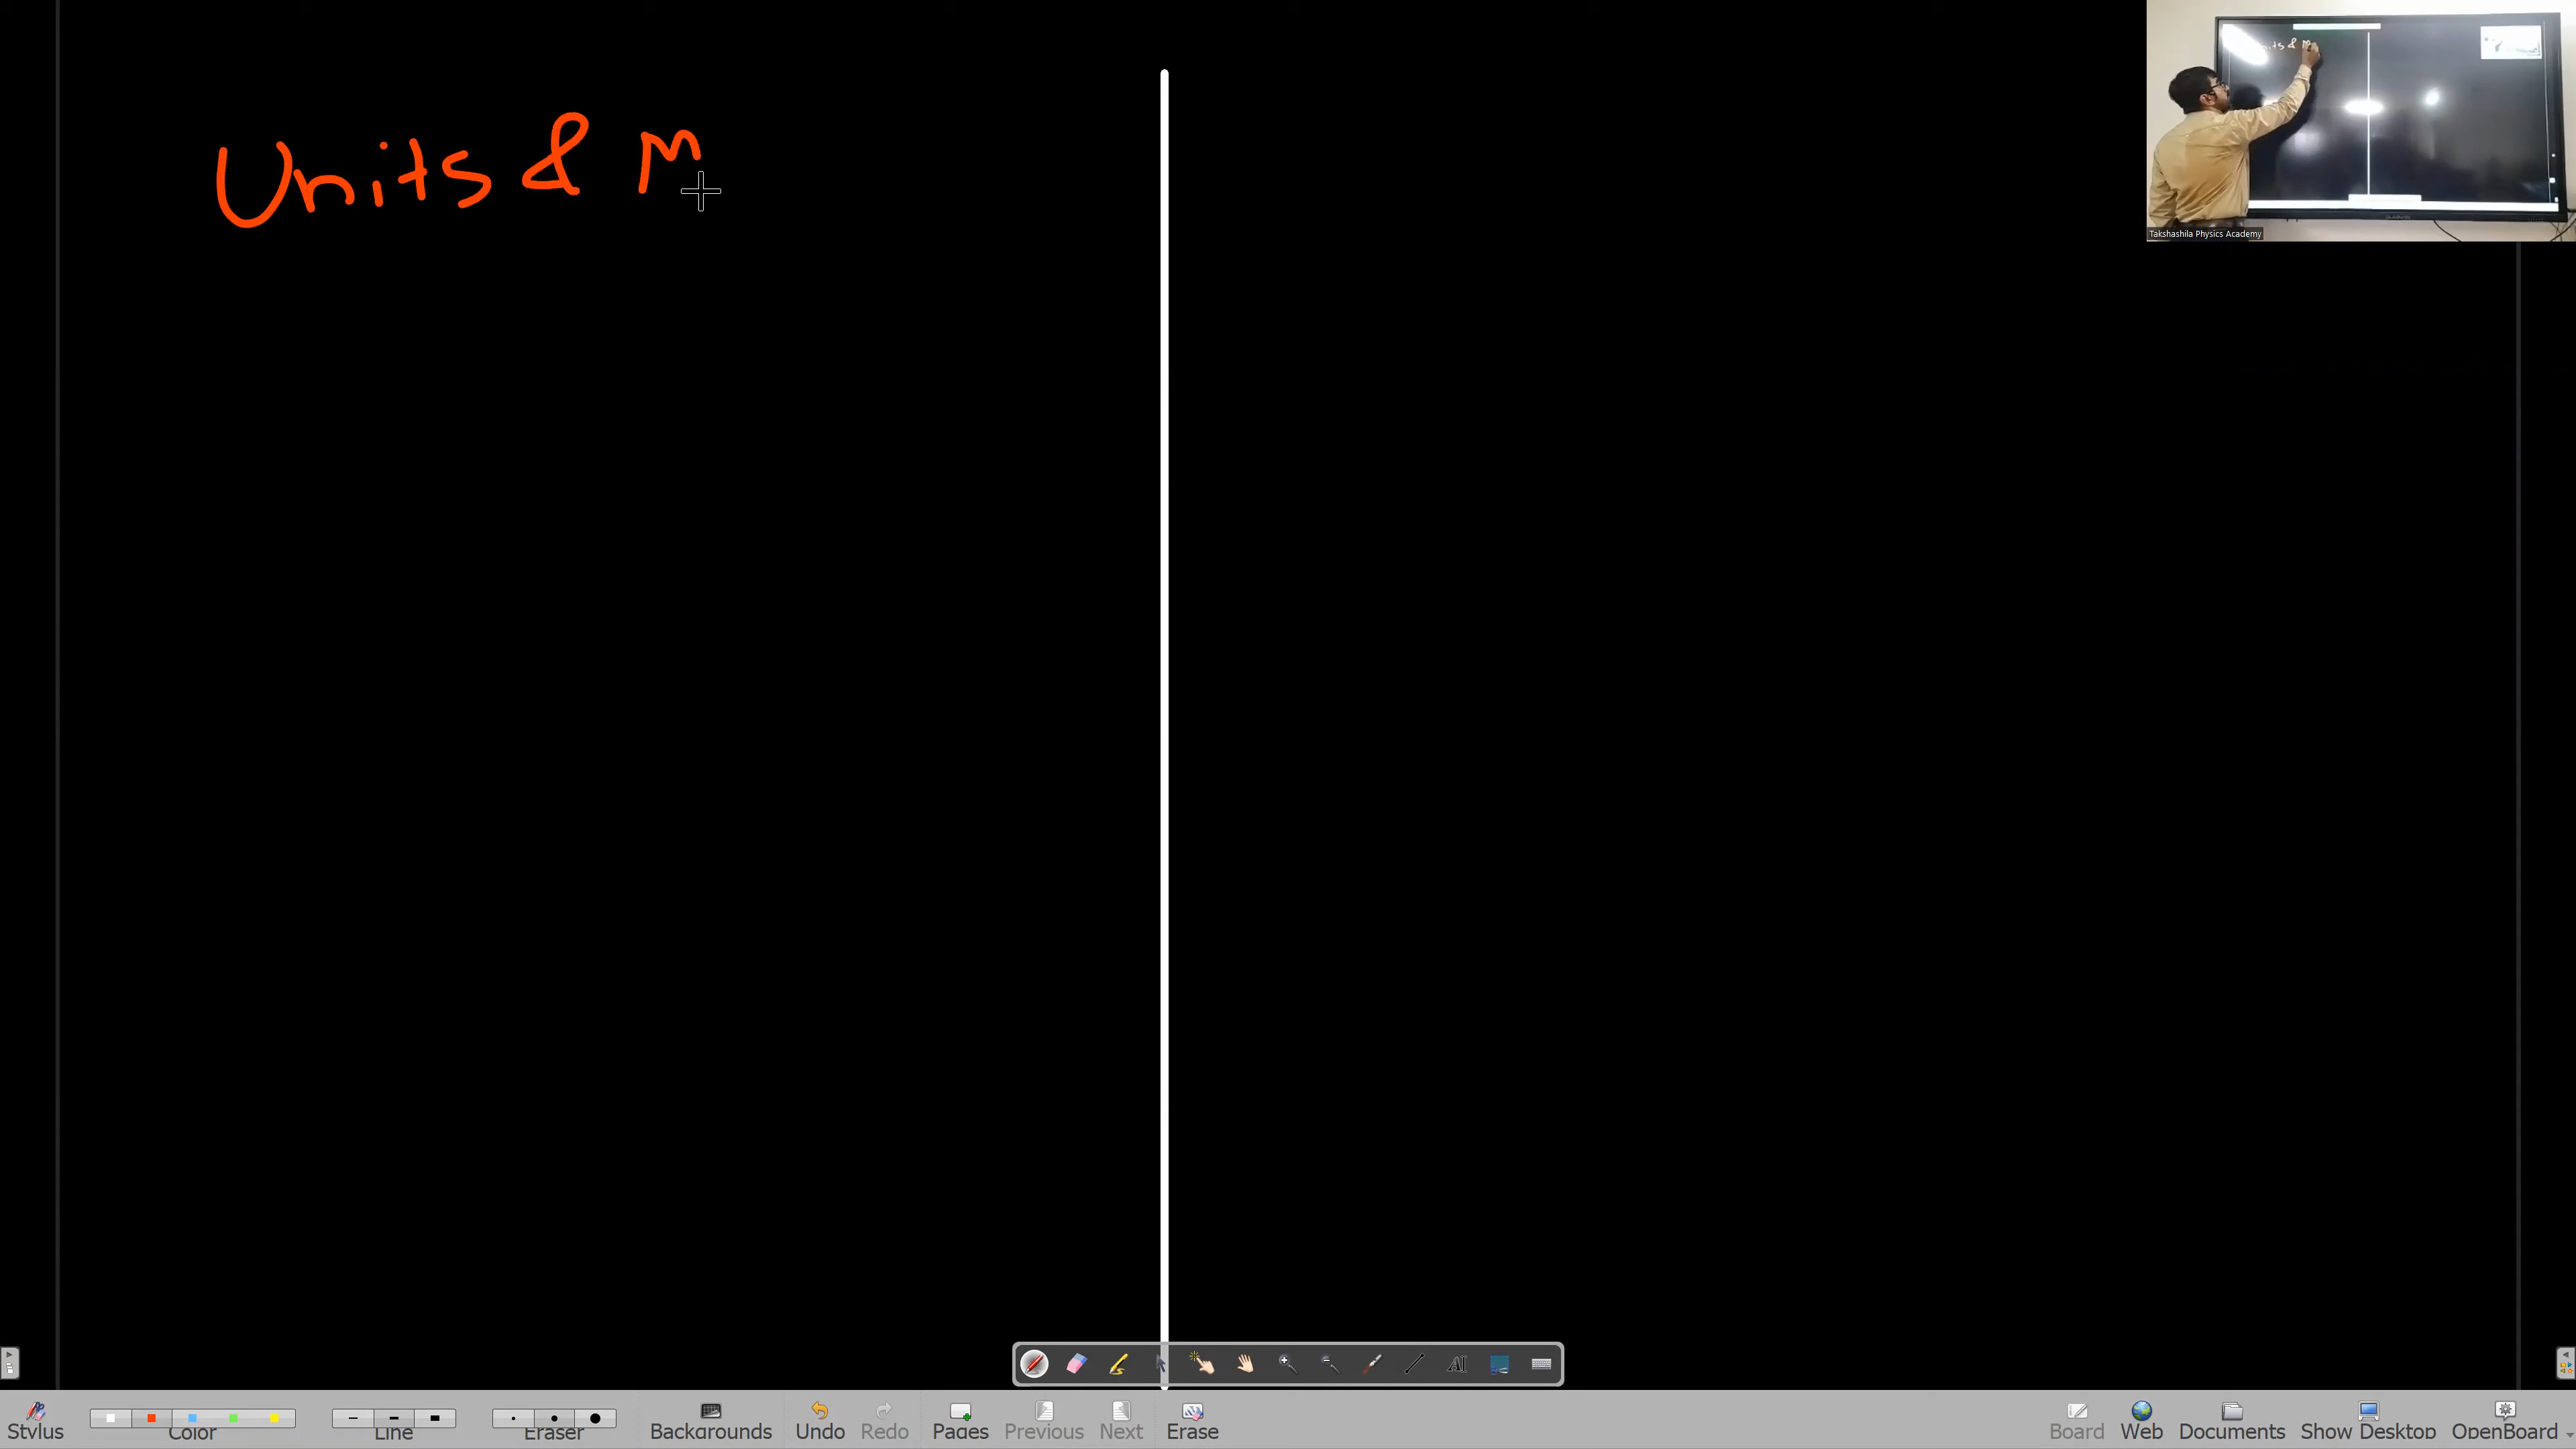 Units & M
Takshashila Physics Academy
Stylus
Color
Line
Eraser
Backgrounds
Undo
Redo
Pages
Previous
Next
Erase
Board
Web
Documents
Show Desktop
OpenBoard